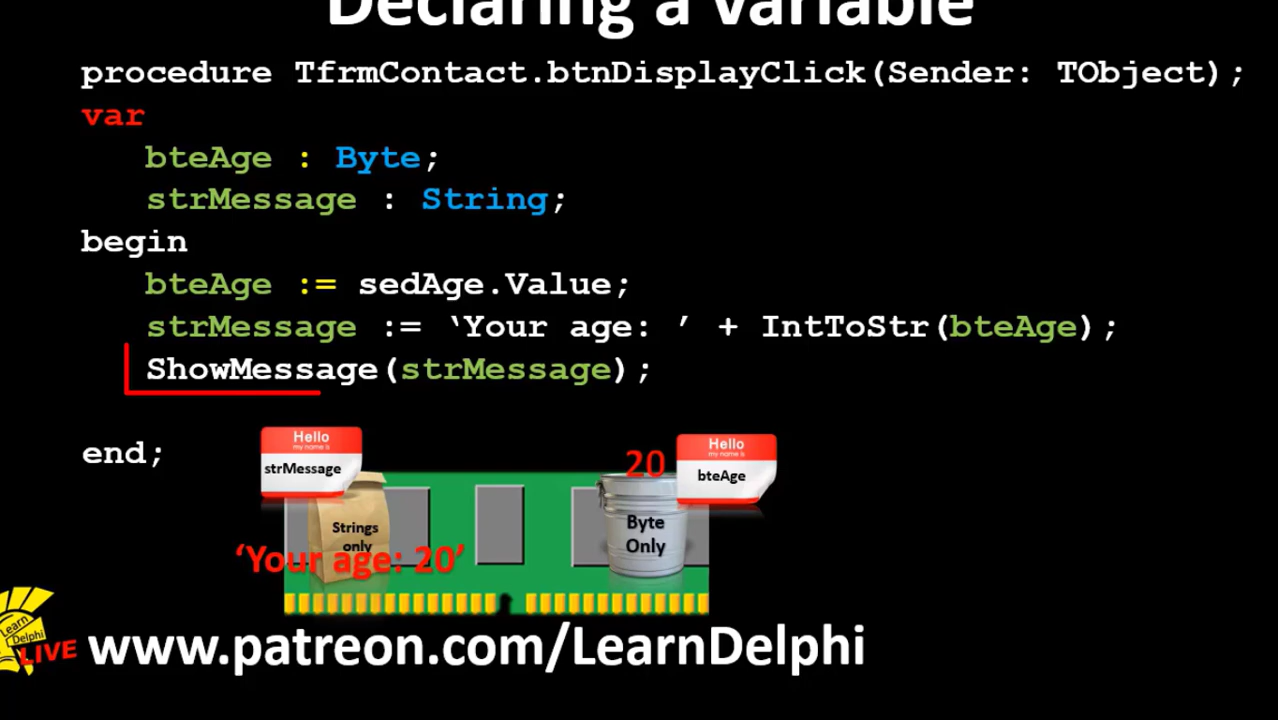 Declaring a variable
procedure TfrmContact.btnDisplayClick(Sender: TObject);
var
bteAge : Byte;
strMessage : String;
begin
bteAge := sedAge.Value;
strMessage := ‘Your age: ’ + IntToStr(bteAge);
ShowMessage(strMessage);
end;
Hello
my name is
strMessage
Strings
only
‘Your age: 20’
20
Hello
my name is
bteAge
Byte
Only
Learn
Delphi
LIVE
www.patreon.com/LearnDelphi